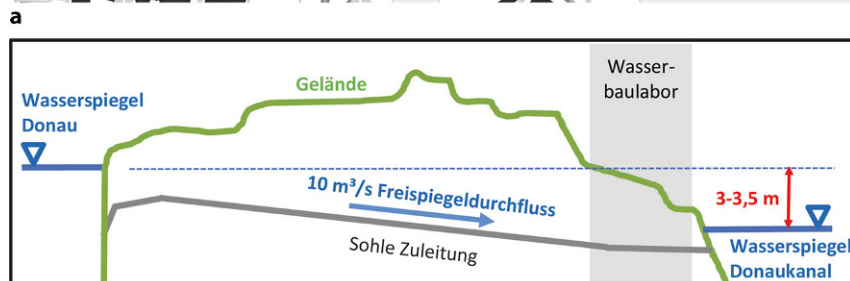 a
Gelände
Wasser-
baulabor
Wasserspiegel
Donau
10 m³/s Freispiegeldurchfluss
3-3,5 m
Sohle Zuleitung
Wasserspiegel
Donaukanal